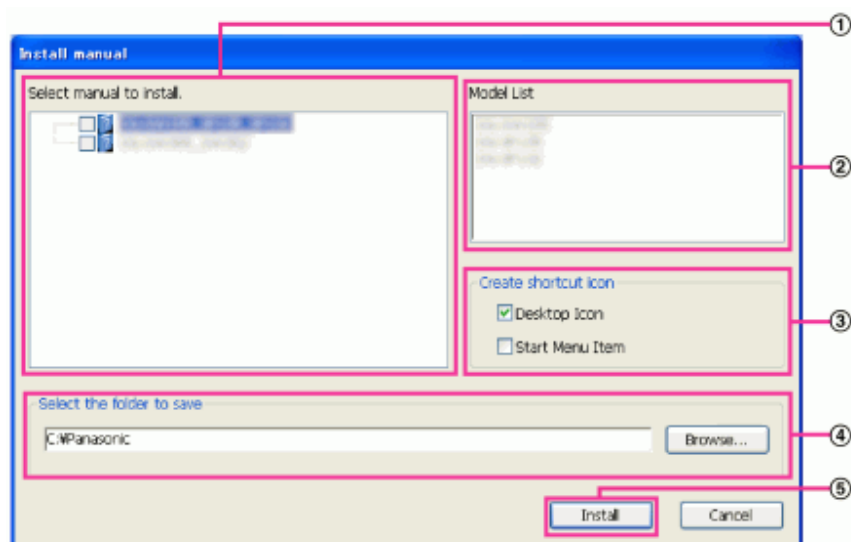 ①
Install manual
Select manual to install.
Model List
②
Create shortcut icon
Desktop Icon
③
Start Menu Item
Select the folder to save
C:¥Panasonic
Browse...
④
⑤
Install
Cancel